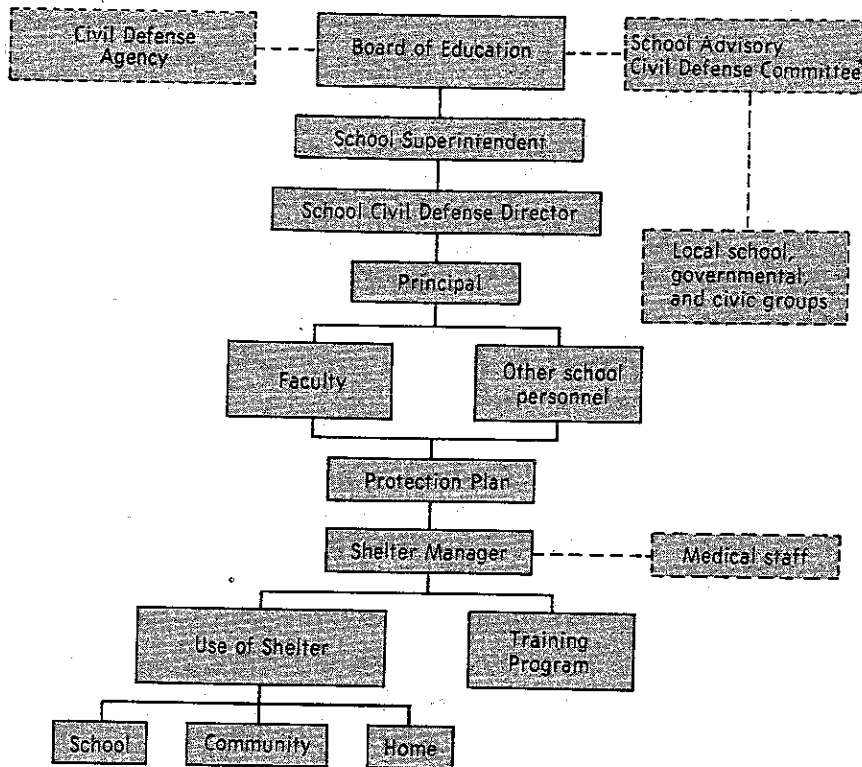 Civil Defense
Agency
Board of Education
School Advisory
Civil Defense Committee
School Superintendent
School Civil Defense Director
Local school,
governmental,
and civic groups
Principal
Faculty
Other school
personnel
Protection Plan
Shelter Manager
Medical staff
Use of Shelter
Training
Program
School
Community
Home